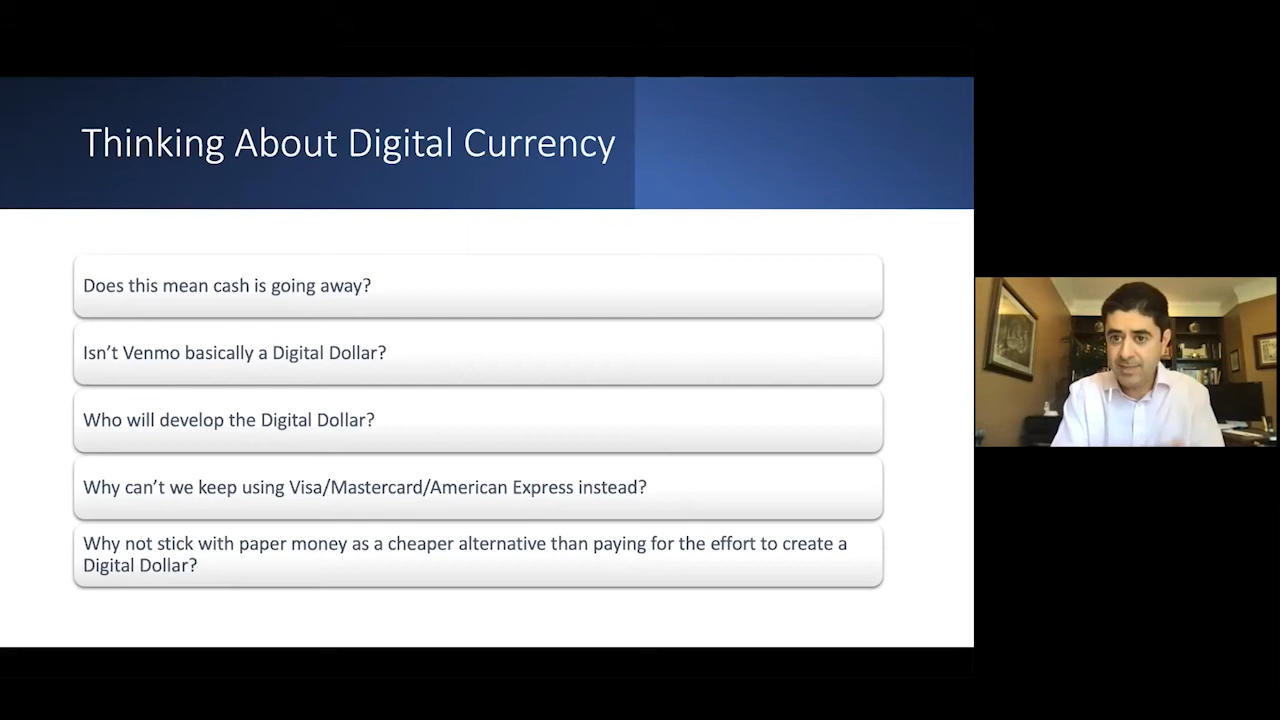 Thinking About Digital Currency
Does this mean cash is going away?
Isn’t Venmo basically a Digital Dollar?
Who will develop the Digital Dollar?
Why can’t we keep using Visa/Mastercard/American Express instead?
Why not stick with paper money as a cheaper alternative than paying for the effort to create a
Digital Dollar?